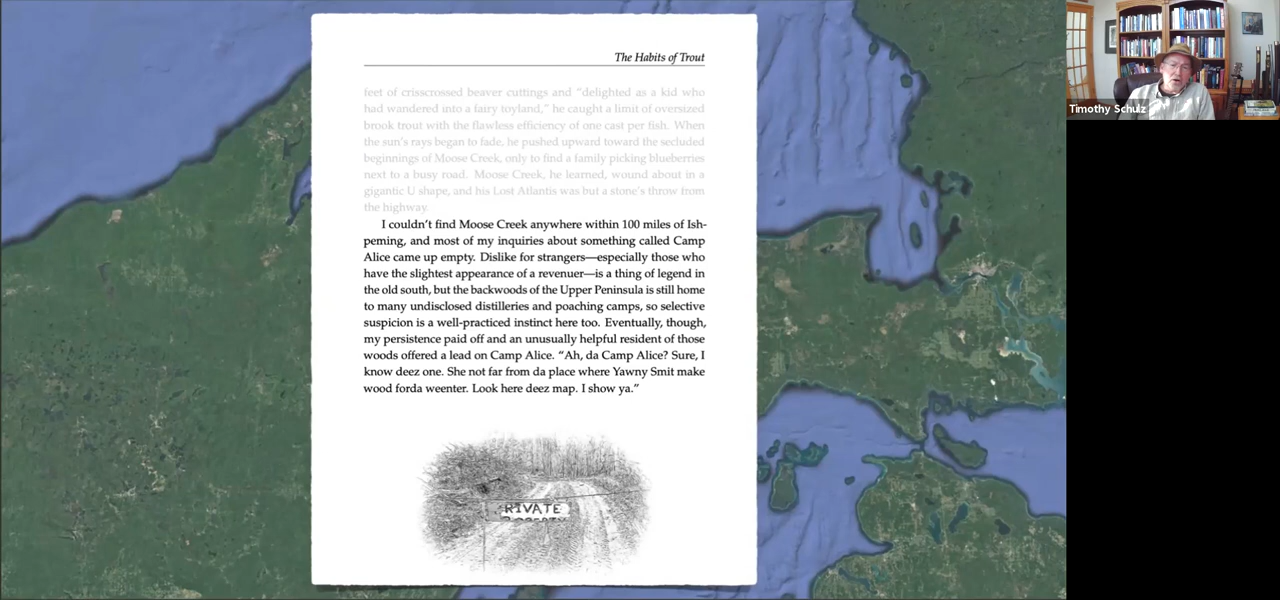 The Habits of Trout
feet of crisscrossed beaver cuttings and “delighted as a kid who
had wandered into a fairy toyland,” he caught a limit of oversized
brook trout with the flawless efficiency of one cast per fish. When
the sun’s rays began to fade, he pushed upward toward the secluded
beginnings of Moose Creek, only to find a family picking blueberries
next to a busy road. Moose Creek, he learned, wound about in a
gigantic U shape, and his Lost Atlantis was but a stone’s throw from
the highway.
I couldn’t find Moose Creek anywhere within 100 miles of Ish-
peming, and most of my inquiries about something called Camp
Alice came up empty. Dislike for strangers—especially those who
have the slightest appearance of a revenuer—is a thing of legend in
the old south, but the backwoods of the Upper Peninsula is still home
to many undisclosed distilleries and poaching camps, so selective
suspicion is a well-practiced instinct here too. Eventually, though,
my persistence paid off and an unusually helpful resident of those
woods offered a lead on Camp Alice. “Ah, da Camp Alice? Sure, I
know deez one. She not far from da place where Yawny Smit make
wood forda weenter. Look here deez map. I show ya.”
RIVATE
Timothy Schulz